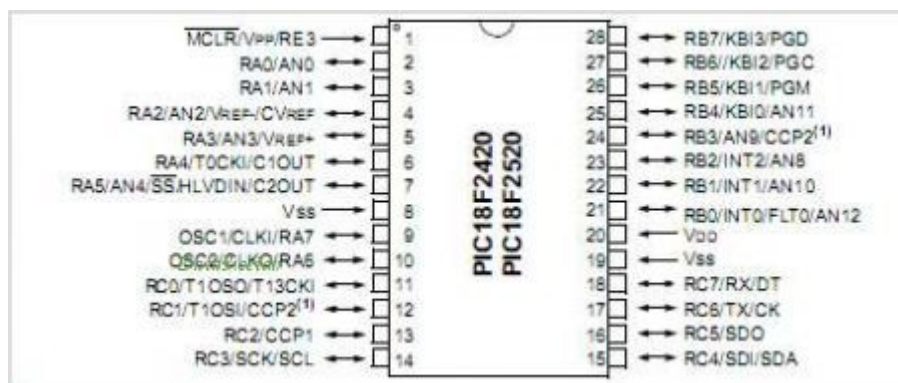 MCLR/VPP/RE3 1
RA0/AN0 2
RA1/AN1 3
RA2/AN2/VREF-/CVREF 4
RA3/AN3/VREF+ 5
RA4/T0CKI/C1OUT 6
RA5/AN4/SS/HLVDIN/C2OUT 7
VSS 8
OSC1/CLKI/RA7 9
OSC2/CLKO/RA6 10
RC0/T1OSO/T13CKI 11
RC1/T1OSI/CCP2(1) 12
RC2/CCP1 13
RC3/SCK/SCL 14
PIC18F2420
PIC18F2520
28 RB7/KBI3/PGD
27 RB6//KBI2/PGC
26 RB5/KBI1/PGM
25 RB4/KBI0/AN11
24 RB3/AN9/CCP2(1)
23 RB2/INT2/AN8
22 RB1/INT1/AN10
21 RB0/INT0/FLT0/AN12
20 VDD
19 VSS
18 RC7/RX/DT
17 RC6/TX/CK
16 RC5/SDO
15 RC4/SDI/SDA